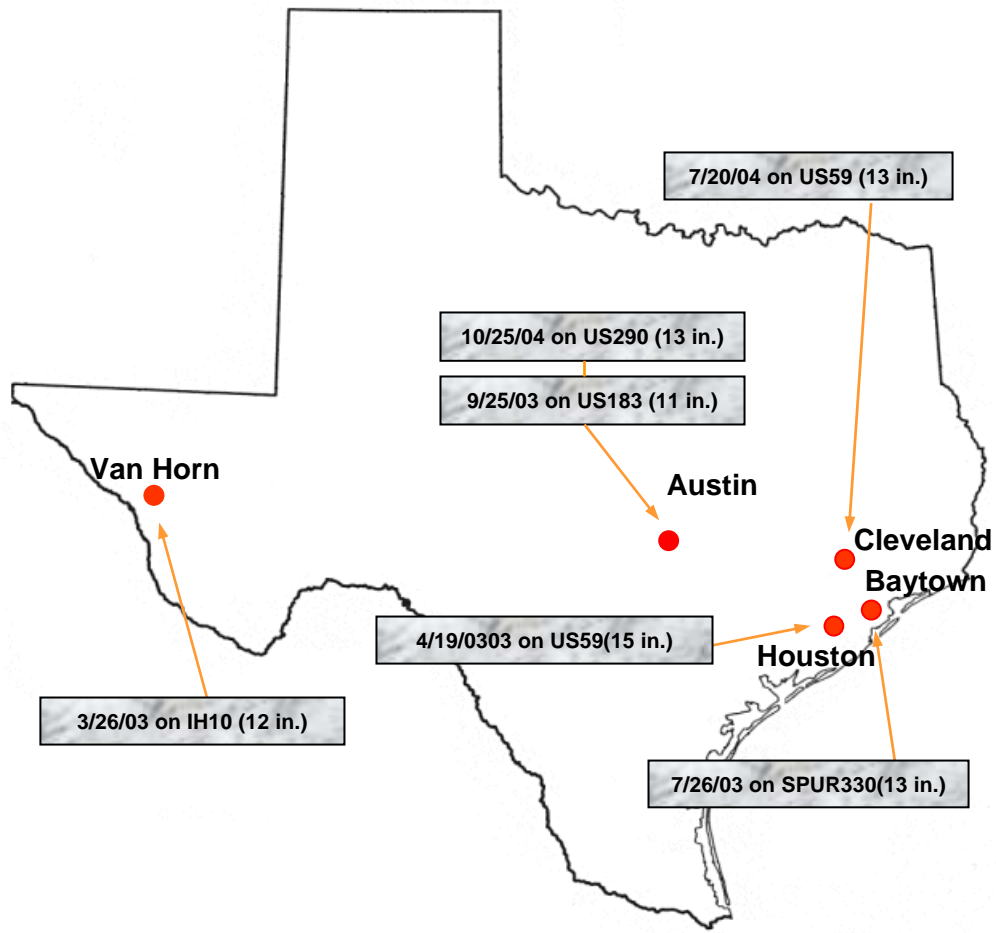 7/20/04 on US59 (13 in.)
10/25/04 on US290 (13 in.)
9/25/03 on US183 (11 in.)
Van Horn
Austin
Cleveland
Baytown
4/19/0303 on US59(15 in.)
Houston
3/26/03 on IH10 (12 in.)
7/26/03 on SPUR330(13 in.)